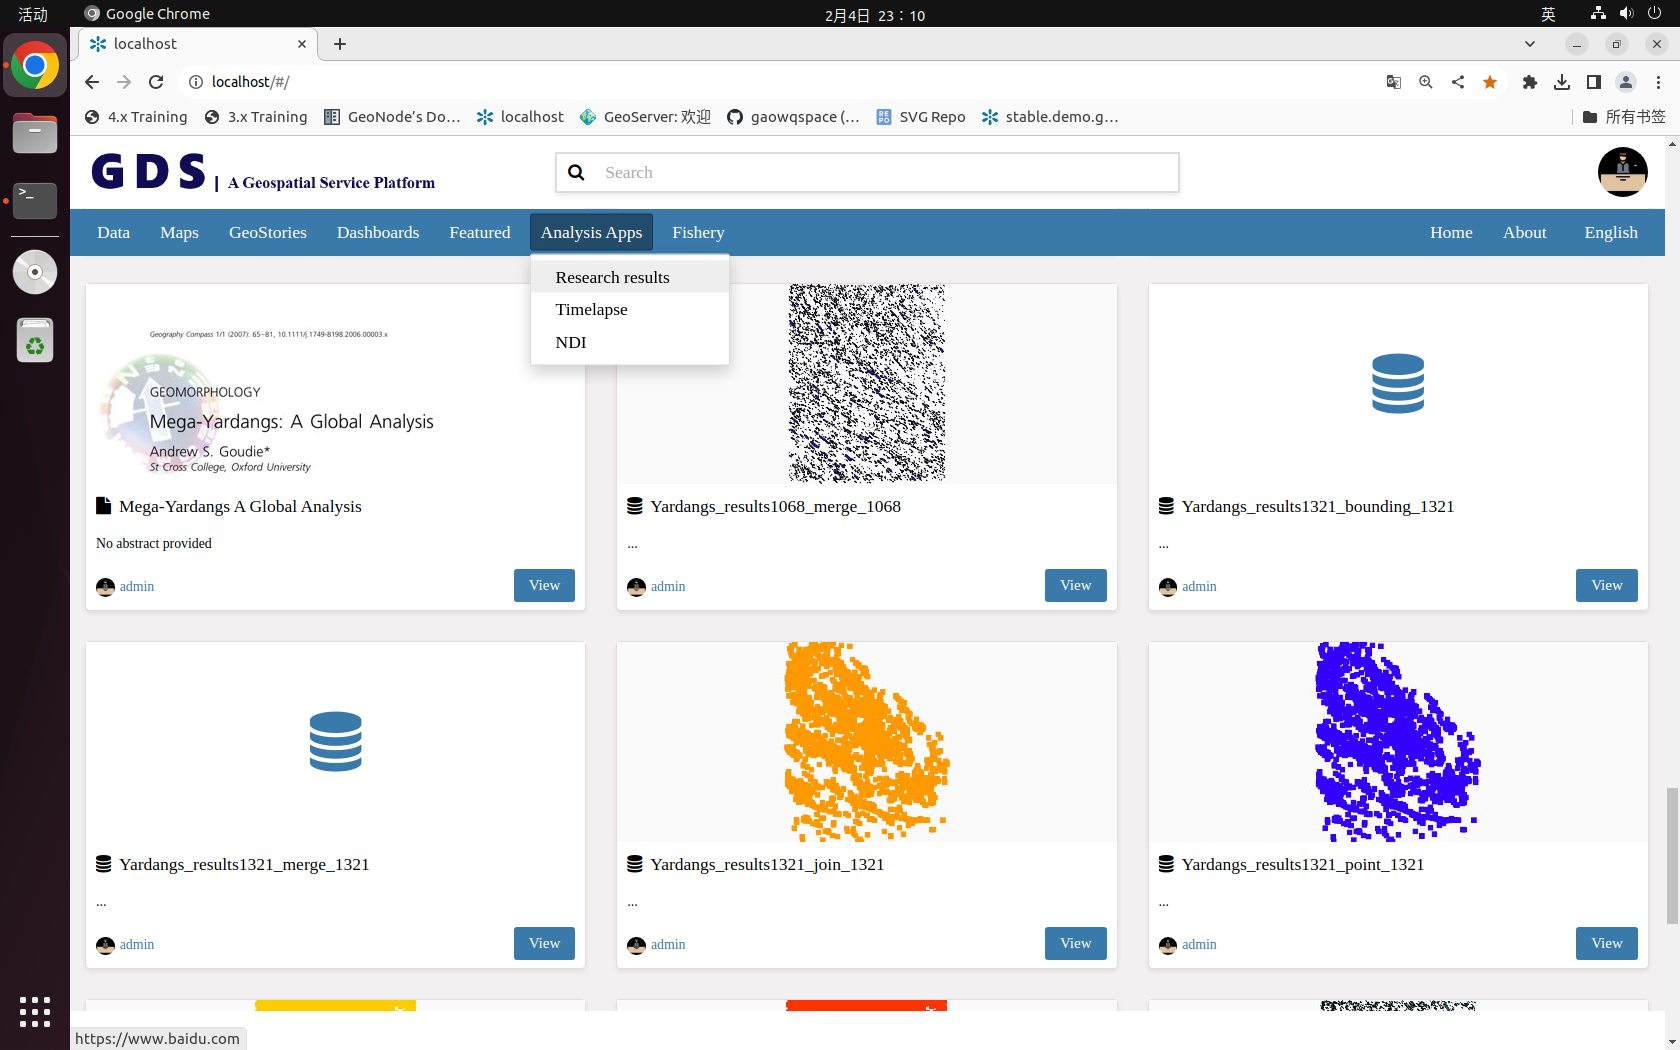 活动
Google Chrome
2月4日 23：10
英
localhost
localhost/#/
4.x Training
3.x Training
GeoNode’s Do…
localhost
GeoServer: 欢迎
gaowqspace (…
SVG Repo
stable.demo.g…
所有书签
GDS | A Geospatial Service Platform
Search
Data
Maps
GeoStories
Dashboards
Featured
Analysis Apps
Fishery
Home
About
English
Research results
Timelapse
NDI
Geography Compass 1/1 (2007): 65–81, 10.1111/j.1749-8198.2006.00003.x
GEOMORPHOLOGY
Mega-Yardangs: A Global Analysis
Andrew S. Goudie*
St Cross College, Oxford University
Mega-Yardangs A Global Analysis
No abstract provided
admin
View
Yardangs_results1068_merge_1068
...
admin
View
Yardangs_results1321_bounding_1321
...
admin
View
Yardangs_results1321_merge_1321
...
admin
View
Yardangs_results1321_join_1321
...
admin
View
Yardangs_results1321_point_1321
...
admin
View
https://www.baidu.com